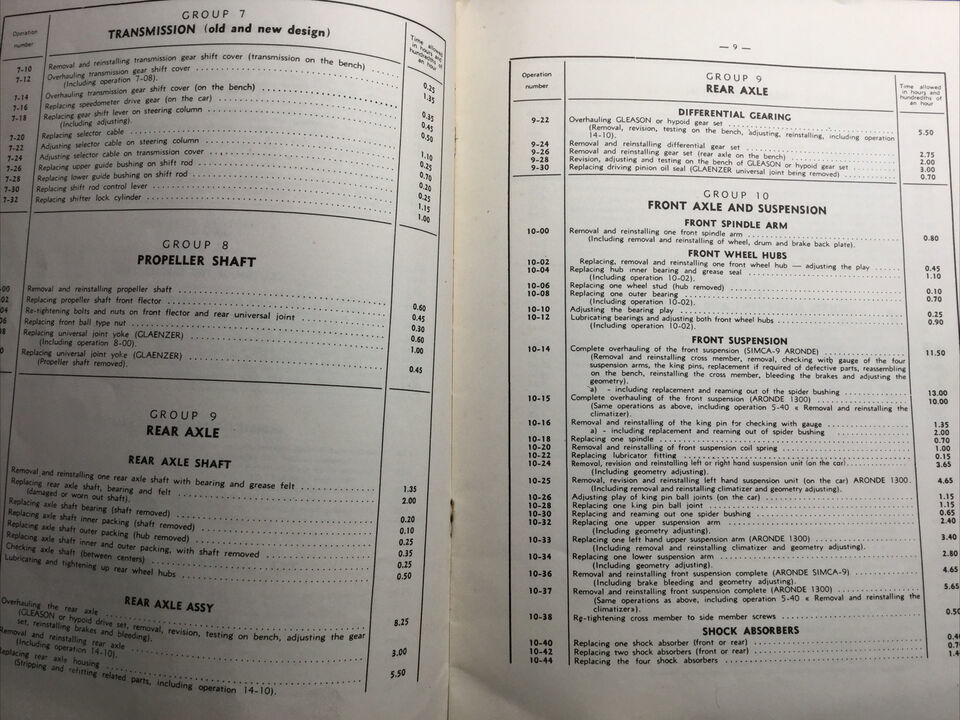 GROUP 7
TRANSMISSION (old and new design)
Operation number
Time allowed in hours and hundredths of an hour
7-10 Removal and reinstalling transmission gear shift cover (transmission on the bench) 0.25
7-12 Overhauling transmission gear shift cover 1.35
(Including operation 7-08).
7-14 Overhauling transmission gear shift cover (on the bench) 0.35
7-16 Replacing speedometer drive gear (on the car) 0.45
7-18 Replacing gear shift lever on steering column 0.50
(Including adjusting).
7-20 Replacing selector cable 1.10
7-22 Adjusting selector cable on steering column 0.25
7-24 Adjusting selector cable on transmission cover 0.70
7-26 Replacing upper guide bushing on shift rod 0.20
7-28 Replacing lower guide bushing on shift rod 0.25
7-30 Replacing shift rod control lever 1.15
7-32 Replacing shifter lock cylinder 1.00
GROUP 8
PROPELLER SHAFT
00 Removal and reinstalling propeller shaft 0.60
02 Replacing propeller shaft front flector 0.45
04 Re-tightening bolts and nuts on front flector and rear universal joint 0.30
06 Replacing front ball type nut 0.60
08 Replacing universal joint yoke (GLAENZER) 1.00
(Including operation 8-00).
0 Replacing universal joint yoke (GLAENZER) 0.45
(Propeller shaft removed).
GROUP 9
REAR AXLE
REAR AXLE SHAFT
Removal and reinstalling one rear axle shaft with bearing and grease felt 1.35
Replacing rear axle shaft, bearing and felt 2.00
(damaged or worn out shaft).
Replacing axle shaft bearing (shaft removed) 0.20
Replacing axle shaft inner packing (shaft removed) 0.10
Replacing axle shaft outer packing (hub removed) 0.25
Replacing axle shaft inner and outer packing, with shaft removed 0.35
Checking axle shaft (between centers) 0.25
Lubricating and tightening up rear wheel hubs 0.50
REAR AXLE ASSY
Overhauling the rear axle 8.25
(GLEASON or hypoid drive set, removal, revision, testing on bench, adjusting the gear
set, reinstalling brakes and bleeding).
Removal and reinstalling rear axle 3.00
(Including operation 14-10).
Replacing rear axle housing 5.50
(Stripping and refitting related parts, including operation 14-10).
— 9 —
Operation number
GROUP 9
REAR AXLE
Time allowed in hours and hundredths of an hour
DIFFERENTIAL GEARING
9-22 Overhauling GLEASON or hypoid gear set 5.50
(Removal, revision, testing on the bench, adjusting, reinstalling, including operation
14-10).
9-24 Removal and reinstalling differential gear set 2.75
9-26 Removal and reinstalling gear set (rear axle on the bench) 2.00
9-28 Revision, adjusting and testing on the bench of GLEASON or hypoid gear set 3.00
9-30 Replacing driving pinion oil seal (GLAENZER universal joint being removed) 0.70
GROUP 10
FRONT AXLE AND SUSPENSION
FRONT SPINDLE ARM
10-00 Removal and reinstalling one front spindle arm 0.80
(Including removal and reinstalling of wheel, drum and brake back plate).
FRONT WHEEL HUBS
10-02 Replacing, removal and reinstalling one front wheel hub — adjusting the play 0.45
10-04 Replacing hub inner bearing and grease seal 1.10
(Including operation 10-02).
10-06 Replacing one wheel stud (hub removed) 0.10
10-08 Replacing one outer bearing 0.70
(Including operation 10-02).
10-10 Adjusting the bearing play 0.25
10-12 Lubricating bearings and adjusting both front wheel hubs 0.90
(Including operation 10-02).
FRONT SUSPENSION
10-14 Complete overhauling of the front suspension (SIMCA-9 ARONDE) 11.50
(Removal and reinstalling cross member, removal, checking with gauge of the four
suspension arms, the king pins, replacement if required of defective parts, reassembling
on the bench, reinstalling the cross member, bleeding the brakes and adjusting the
geometry).
a) - including replacement and reaming out of the spider bushing 13.00
10-15 Complete overhauling of the front suspension (ARONDE 1300) 10.00
(Same operations as above, including operation 5-40 « Removal and reinstalling the
climatizer).
10-16 Removal and reinstalling of the king pin for checking with gauge 1.35
a) - including replacement and reaming out of spider bushing 2.00
10-18 Replacing one spindle 0.70
10-20 Removal and reinstalling of front suspension coil spring 1.00
10-22 Replacing lubricator fitting 0.15
10-24 Removal, revision and reinstalling left or right hand suspension unit (on the car) 3.65
(Including geometry adjusting).
10-25 Removal, revision and reinstalling left hand suspension unit (on the car) ARONDE 1300. 4.65
(Including removal and reinstalling climatizer and geometry adjusting).
10-26 Adjusting play of king pin ball joints (on the car) 1.15
10-28 Replacing one king pin ball joint 1.15
10-30 Replacing and reaming out one spider bushing 0.65
10-32 Replacing one upper suspension arm 2.40
(Including geometry adjusting).
10-33 Replacing one left hand upper suspension arm (ARONDE 1300) 3.40
(Including removal and reinstalling climatizer and geometry adjusting).
10-34 Replacing one lower suspension arm 2.80
(Including geometry adjusting).
10-36 Removal and reinstalling front suspension complete (ARONDE SIMCA-9) 4.65
(Including brake bleeding and geometry adjusting).
10-37 Removal and reinstalling front suspension complete (ARONDE 1300) 5.65
(Same operations as above, including operation 5-40 « Removal and reinstalling the
climatizers).
10-38 Re-tightening cross member to side member screws 0.50
SHOCK ABSORBERS
10-40 Replacing one shock absorber (front or rear) 0.4
10-42 Replacing two shock absorbers (front or rear) 0.7
10-44 Replacing the four shock absorbers 1.4